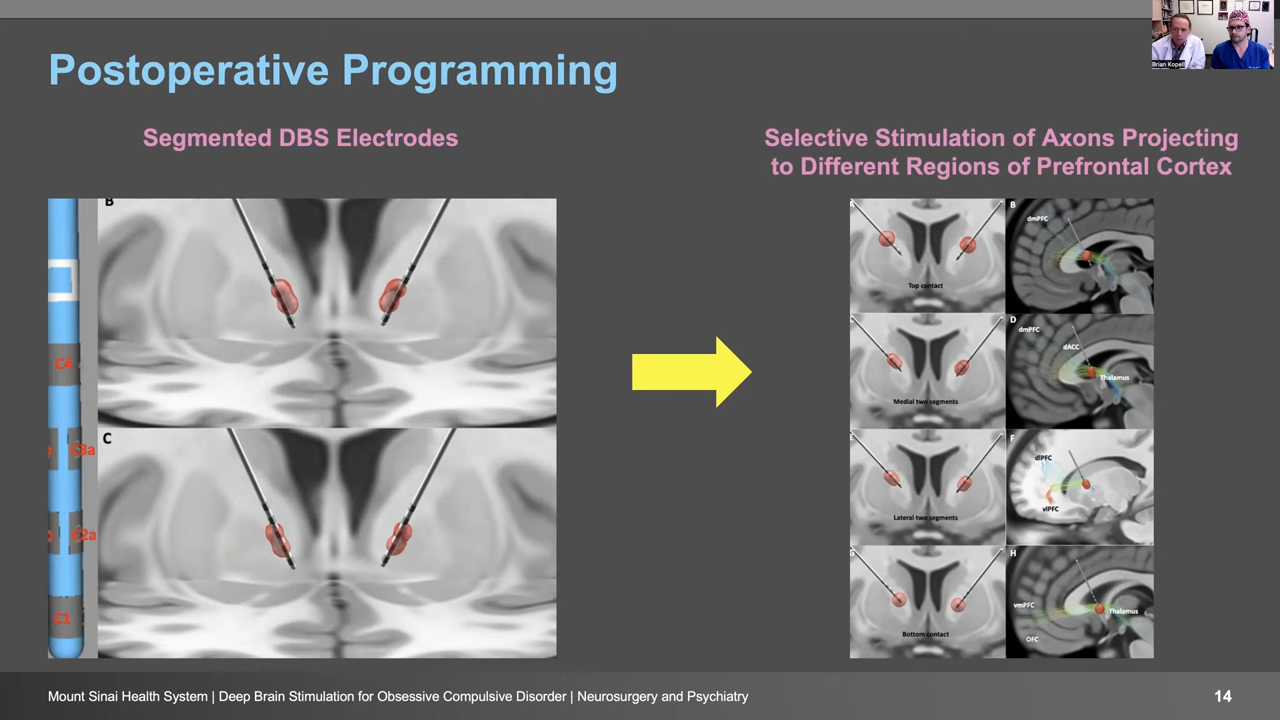 Brian Kopell
Postoperative Programming
Segmented DBS Electrodes
Selective Stimulation of Axons Projecting
to Different Regions of Prefrontal Cortex
B
C4
C3a
C2a
C1
C
B
dmPFC
Top contact
D
dmPFC
dACC
Thalamus
Medial two segments
F
dlPFC
vlPFC
Lateral two segments
H
vmPFC
Thalamus
OFC
Bottom contact
Mount Sinai Health System | Deep Brain Stimulation for Obsessive Compulsive Disorder | Neurosurgery and Psychiatry
14